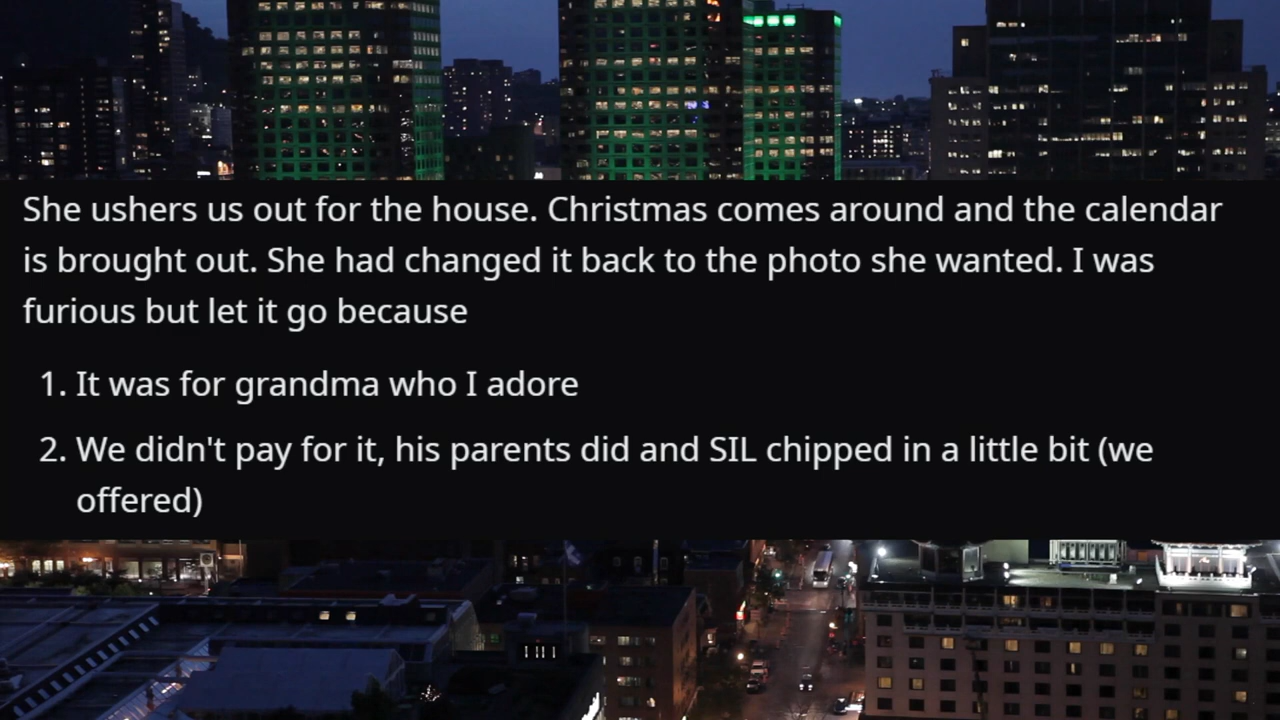 She ushers us out for the house. Christmas comes around and the calendar
is brought out. She had changed it back to the photo she wanted. I was
furious but let it go because
1. It was for grandma who I adore
2. We didn't pay for it, his parents did and SIL chipped in a little bit (we
offered)